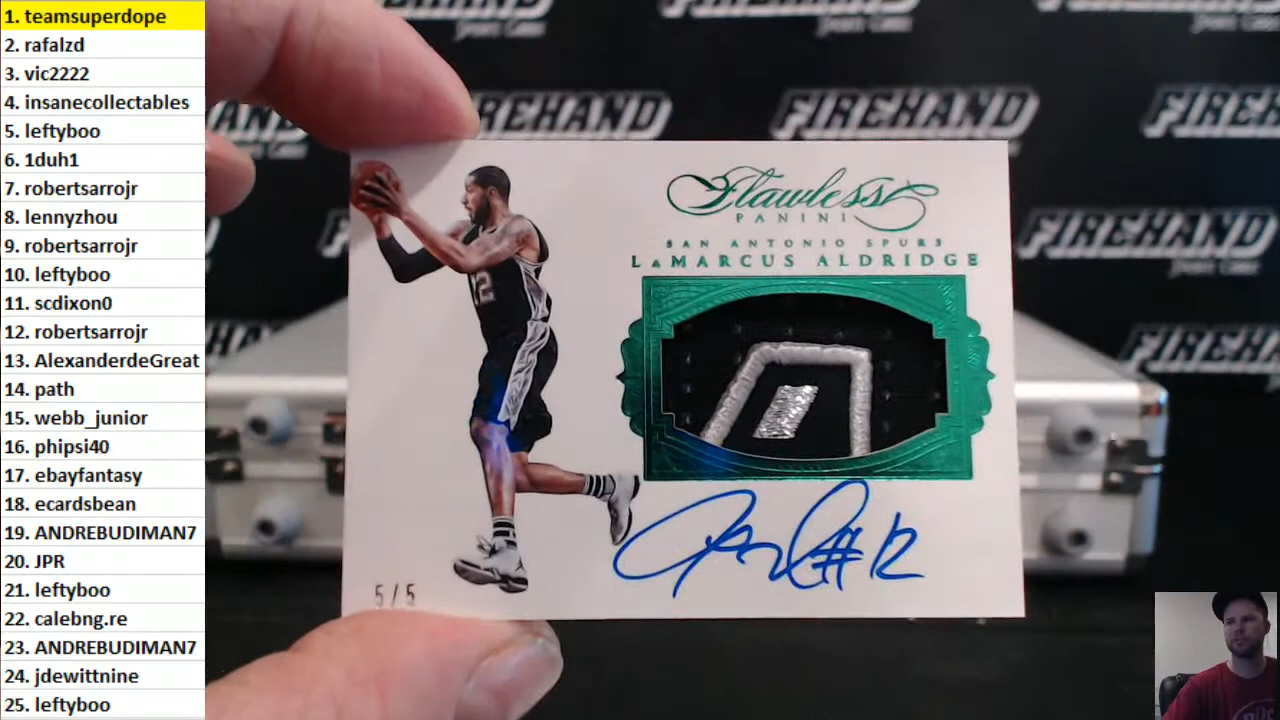 1. teamsuperdope
2. rafalzd
3. vic2222
4. insanecollectables
5. leftyboo
6. 1duh1
7. robertsarrojr
8. lennyzhou
9. robertsarrojr
10. leftyboo
11. scdixon0
12. robertsarrojr
13. AlexanderdeGreat
14. path
15. webb_junior
16. phipsi40
17. ebayfantasy
18. ecardsbean
19. ANDREBUDIMAN7
20. JPR
21. leftyboo
22. calebng.re
23. ANDREBUDIMAN7
24. jdewittnine
25. leftyboo
FIREHAND
FIREHAND
Flawless
PANINI
SAN ANTONIO SPURS
LAMARCUS ALDRIDGE
12
#12
5/5